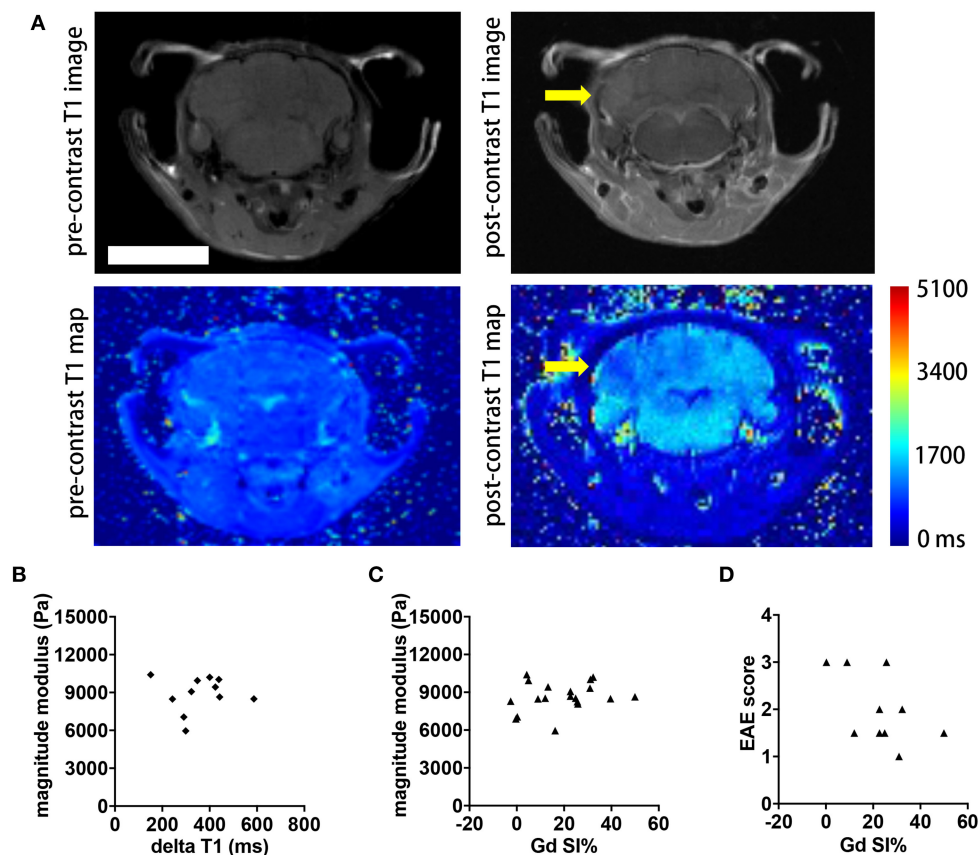 A
pre-contrast T1 image
post-contrast T1 image
pre-contrast T1 map
post-contrast T1 map
5100
3400
1700
0 ms
B
magnitude modulus (Pa)
15000
12000
9000
6000
3000
0
0 200 400 600 800
delta T1 (ms)
C
magnitude modulus (Pa)
15000
12000
9000
6000
3000
0
-20 0 20 40 60
Gd SI%
D
EAE score
4
3
2
1
0
-20 0 20 40 60
Gd SI%